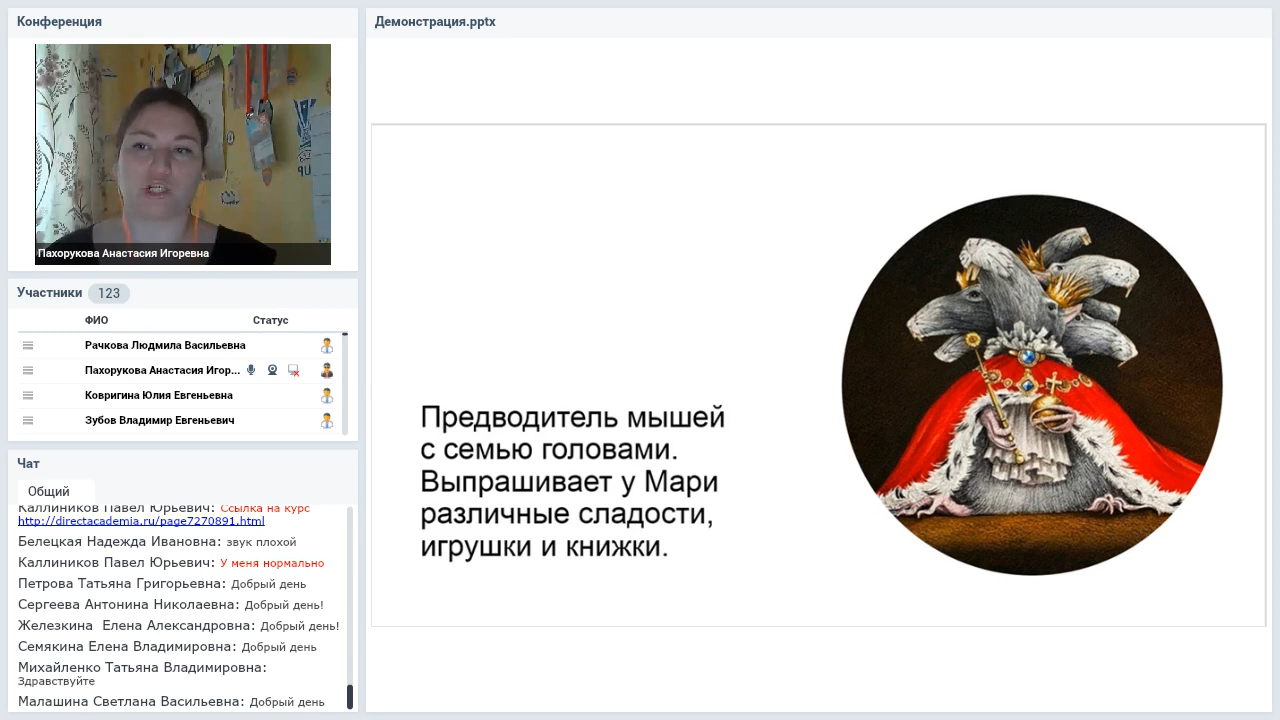 Конференция
Пахорукова Анастасия Игоревна
Участники 123
ФИО Статус
Рачкова Людмила Васильевна
Пахорукова Анастасия Игор...
Ковригина Юлия Евгеньевна
Зубов Владимир Евгеньевич
Чат
Общий
Каллиников Павел Юрьевич: Ссылка на курс
http://directacademia.ru/page7270891.html
Белецкая Надежда Ивановна: звук плохой
Каллиников Павел Юрьевич: У меня нормально
Петрова Татьяна Григорьевна: Добрый день
Сергеева Антонина Николаевна: Добрый день!
Железкина Елена Александровна: Добрый день!
Семякина Елена Владимировна: Добрый день
Михайленко Татьяна Владимировна:
Здравствуйте
Малашина Светлана Васильевна: Добрый день
Демонстрация.pptx
Предводитель мышей
с семью головами.
Выпрашивает у Мари
различные сладости,
игрушки и книжки.